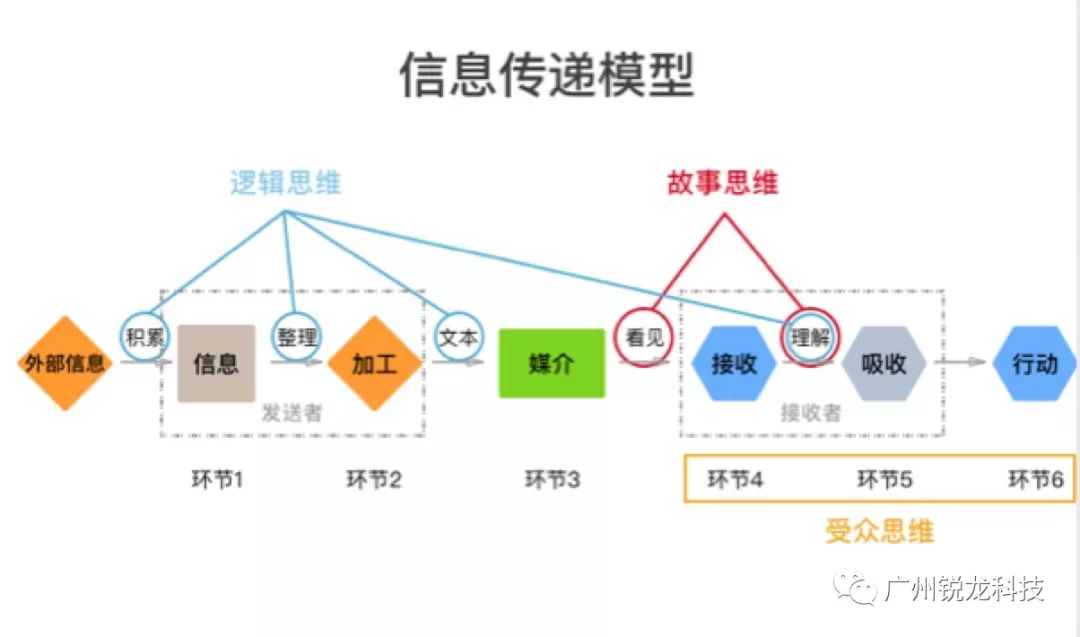 信息传递模型
逻辑思维
故事思维
积累
整理
文本
看见
理解
外部信息
信息
加工
媒介
接收
吸收
行动
发送者
接收者
环节1
环节2
环节3
环节4
环节5
环节6
受众思维
广州锐龙科技